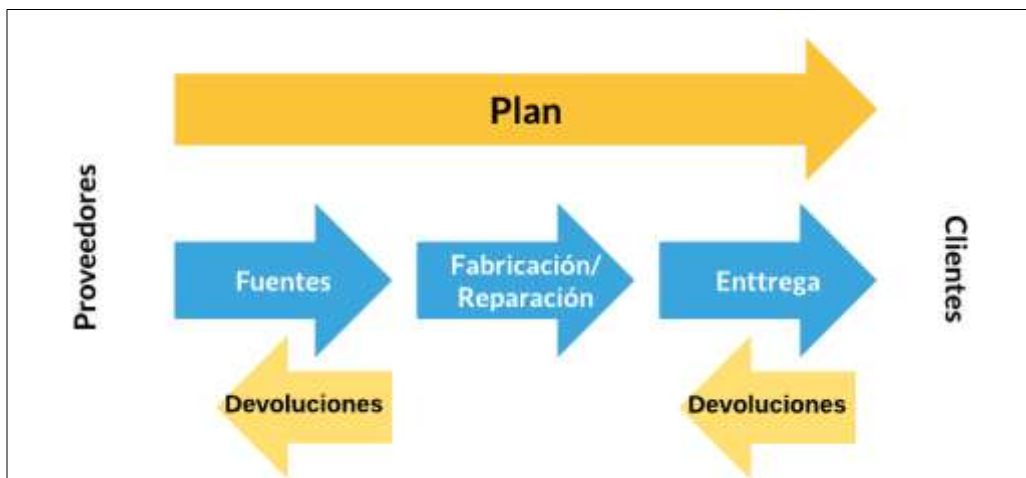 Plan
Proveedores
Fuentes
Fabricación/
Reparación
Enttrega
Clientes
Devoluciones
Devoluciones